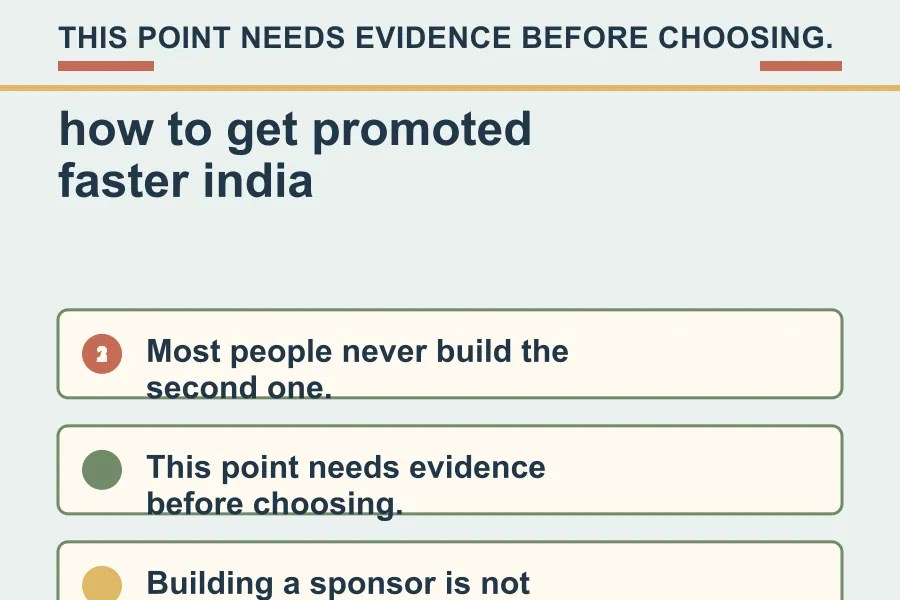 THIS POINT NEEDS EVIDENCE BEFORE CHOOSING.
how to get promoted
faster india
Most people never build the
second one.
This point needs evidence
before choosing.
Building a sponsor is not